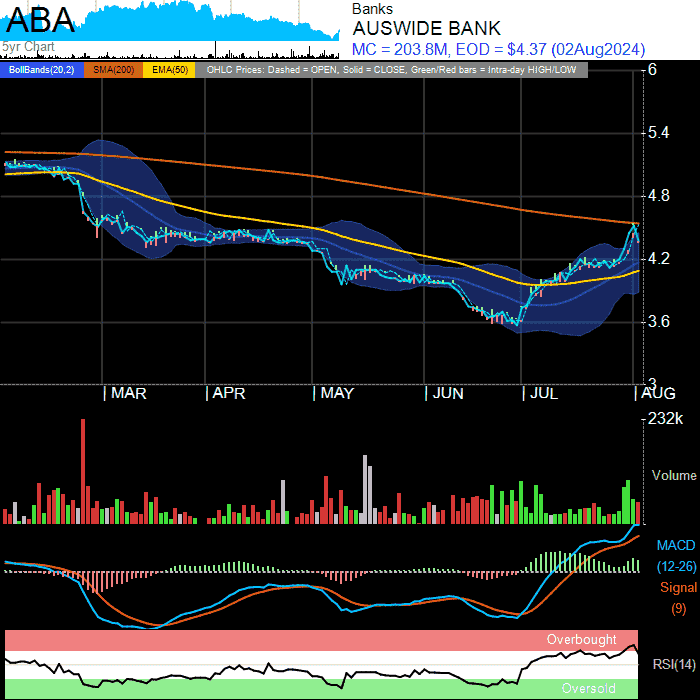 ABA
5yr Chart
Banks
AUSWIDE BANK
MC = 203.8M, EOD = $4.37 (02Aug2024)
BollBands(20,2) SMA(200) EMA(50) OHLC Prices: Dashed = OPEN, Solid = CLOSE, Green/Red bars = Intra-day HIGH/LOW
6
5.4
4.8
4.2
3.6
3
| MAR | APR | MAY | JUN | JUL | AUG
232k
Volume
MACD
(12-26)
Signal
(9)
Overbought
RSI(14)
Oversold